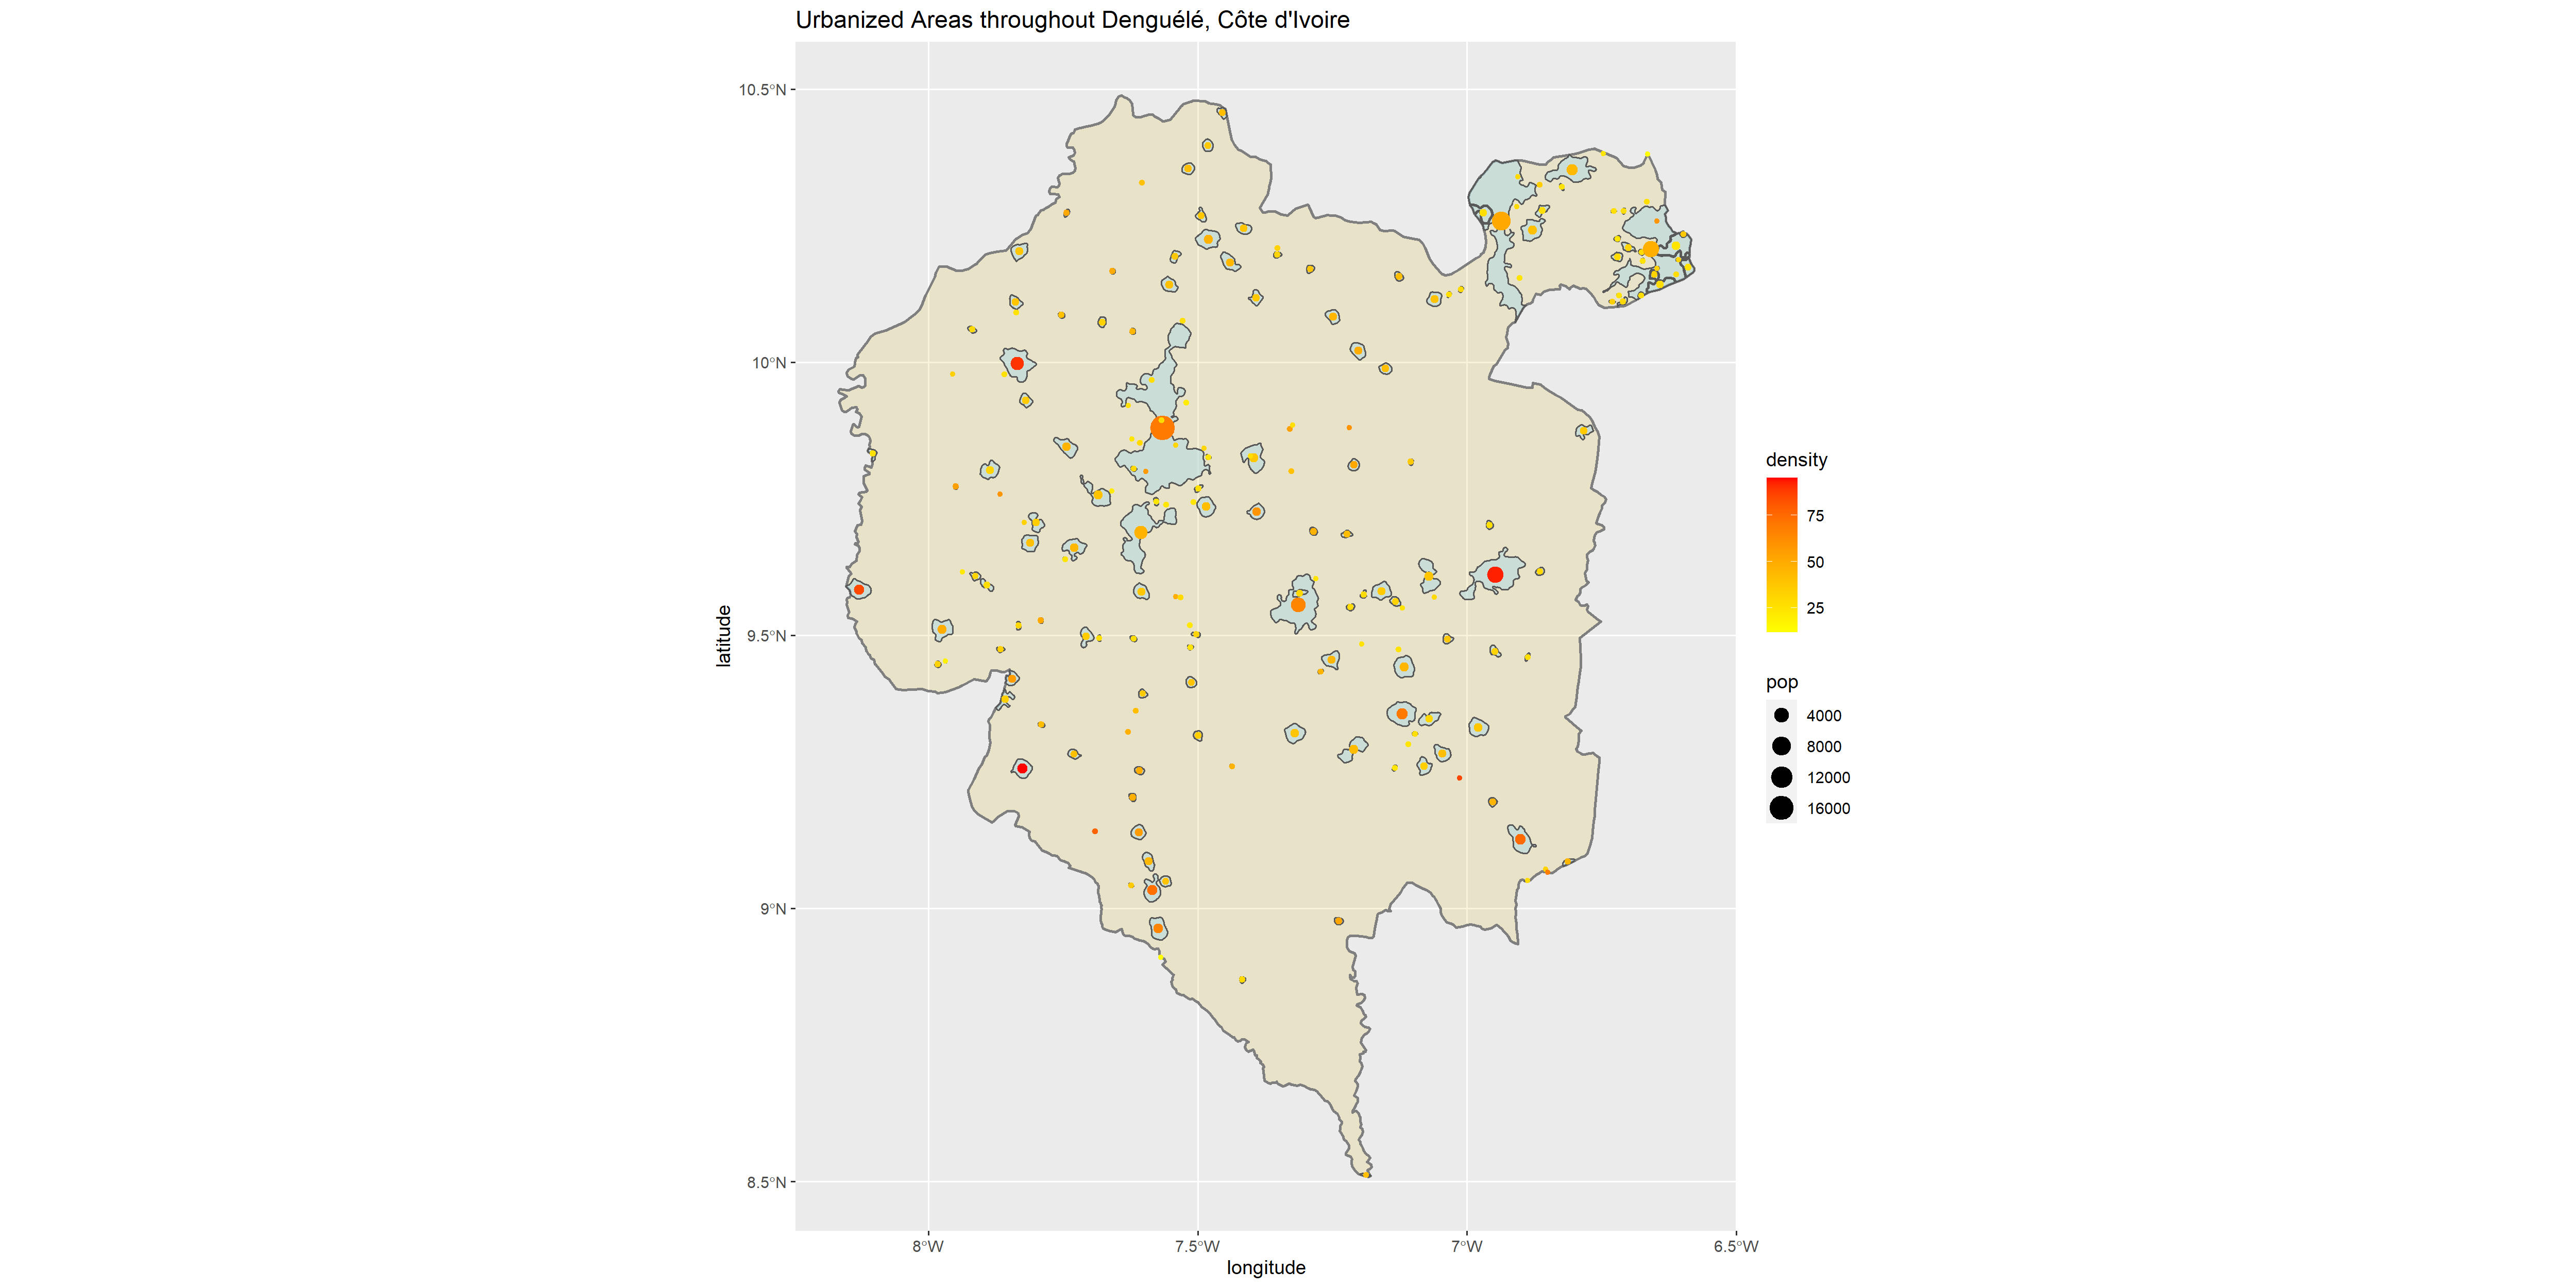 Urbanized Areas throughout Denguélé, Côte d'Ivoire
10.5°N
10°N
9.5°N
9°N
8.5°N
latitude
8°W
7.5°W
7°W
6.5°W
longitude
density
75
50
25
pop
4000
8000
12000
16000